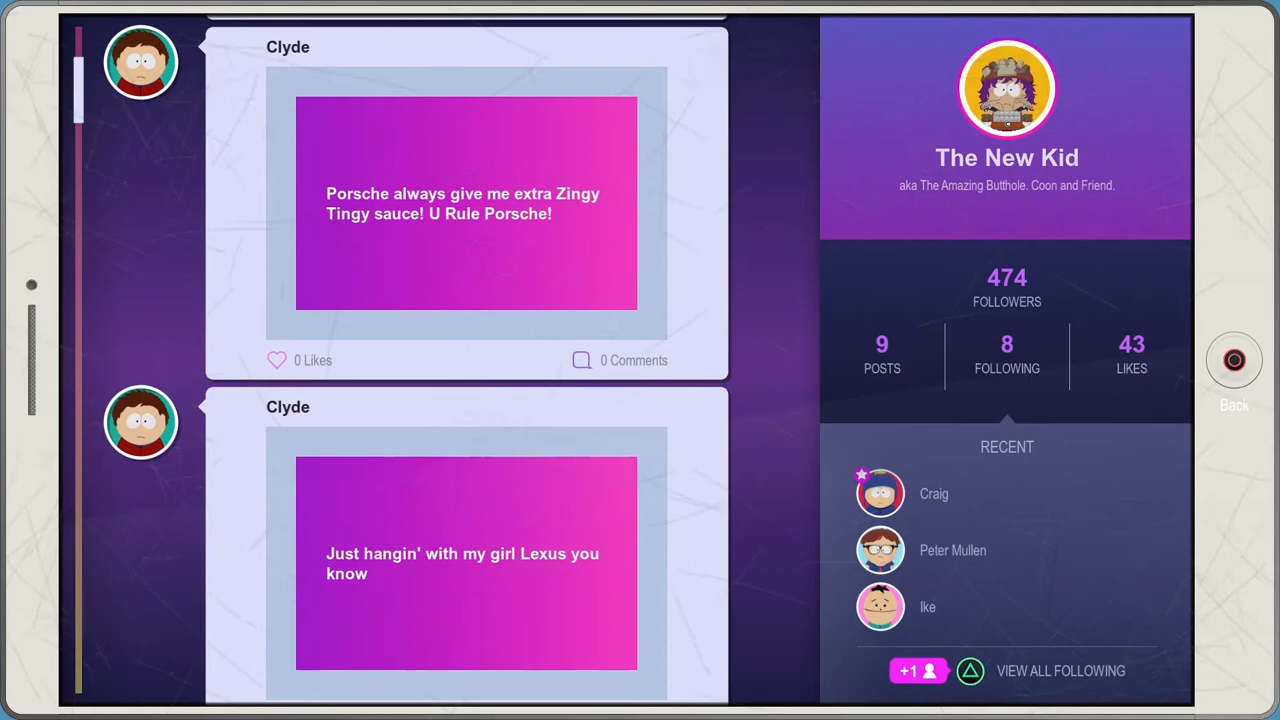 Clyde
Porsche always give me extra Zingy
Tingy sauce! U Rule Porsche!
0 Likes
0 Comments
Clyde
Just hangin' with my girl Lexus you
know
The New Kid
aka The Amazing Butthole. Coon and Friend.
474
FOLLOWERS
9
POSTS
8
FOLLOWING
43
LIKES
RECENT
Craig
Peter Mullen
Ike
+1
VIEW ALL FOLLOWING
Back